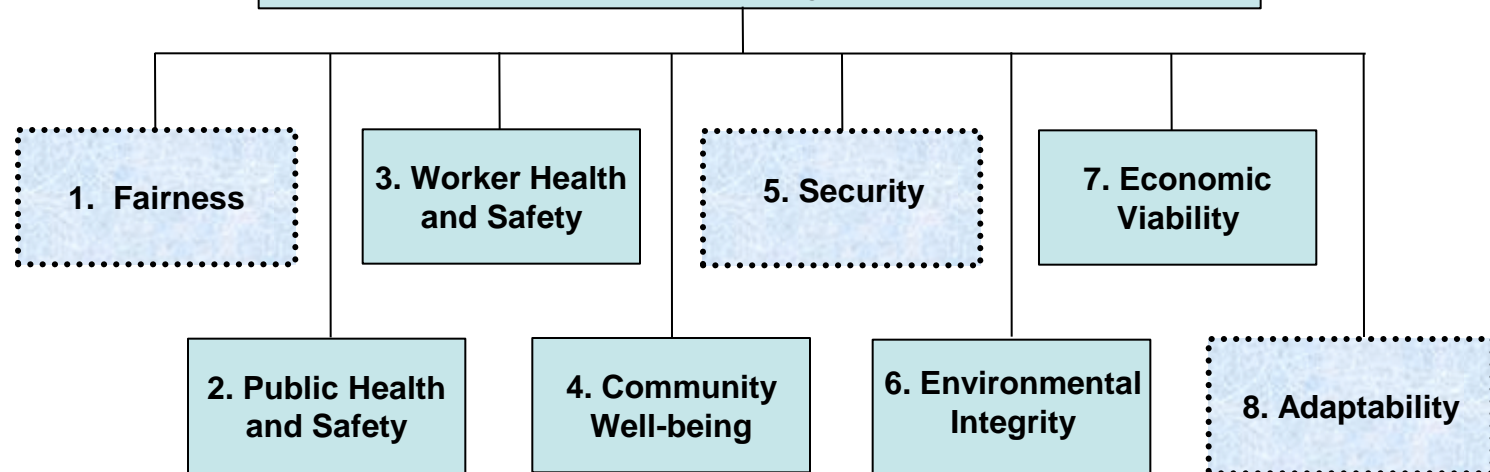 1. Fairness
3. Worker Health
and Safety
5. Security
7. Economic
Viability
2. Public Health
and Safety
4. Community
Well-being
6. Environmental
Integrity
8. Adaptability